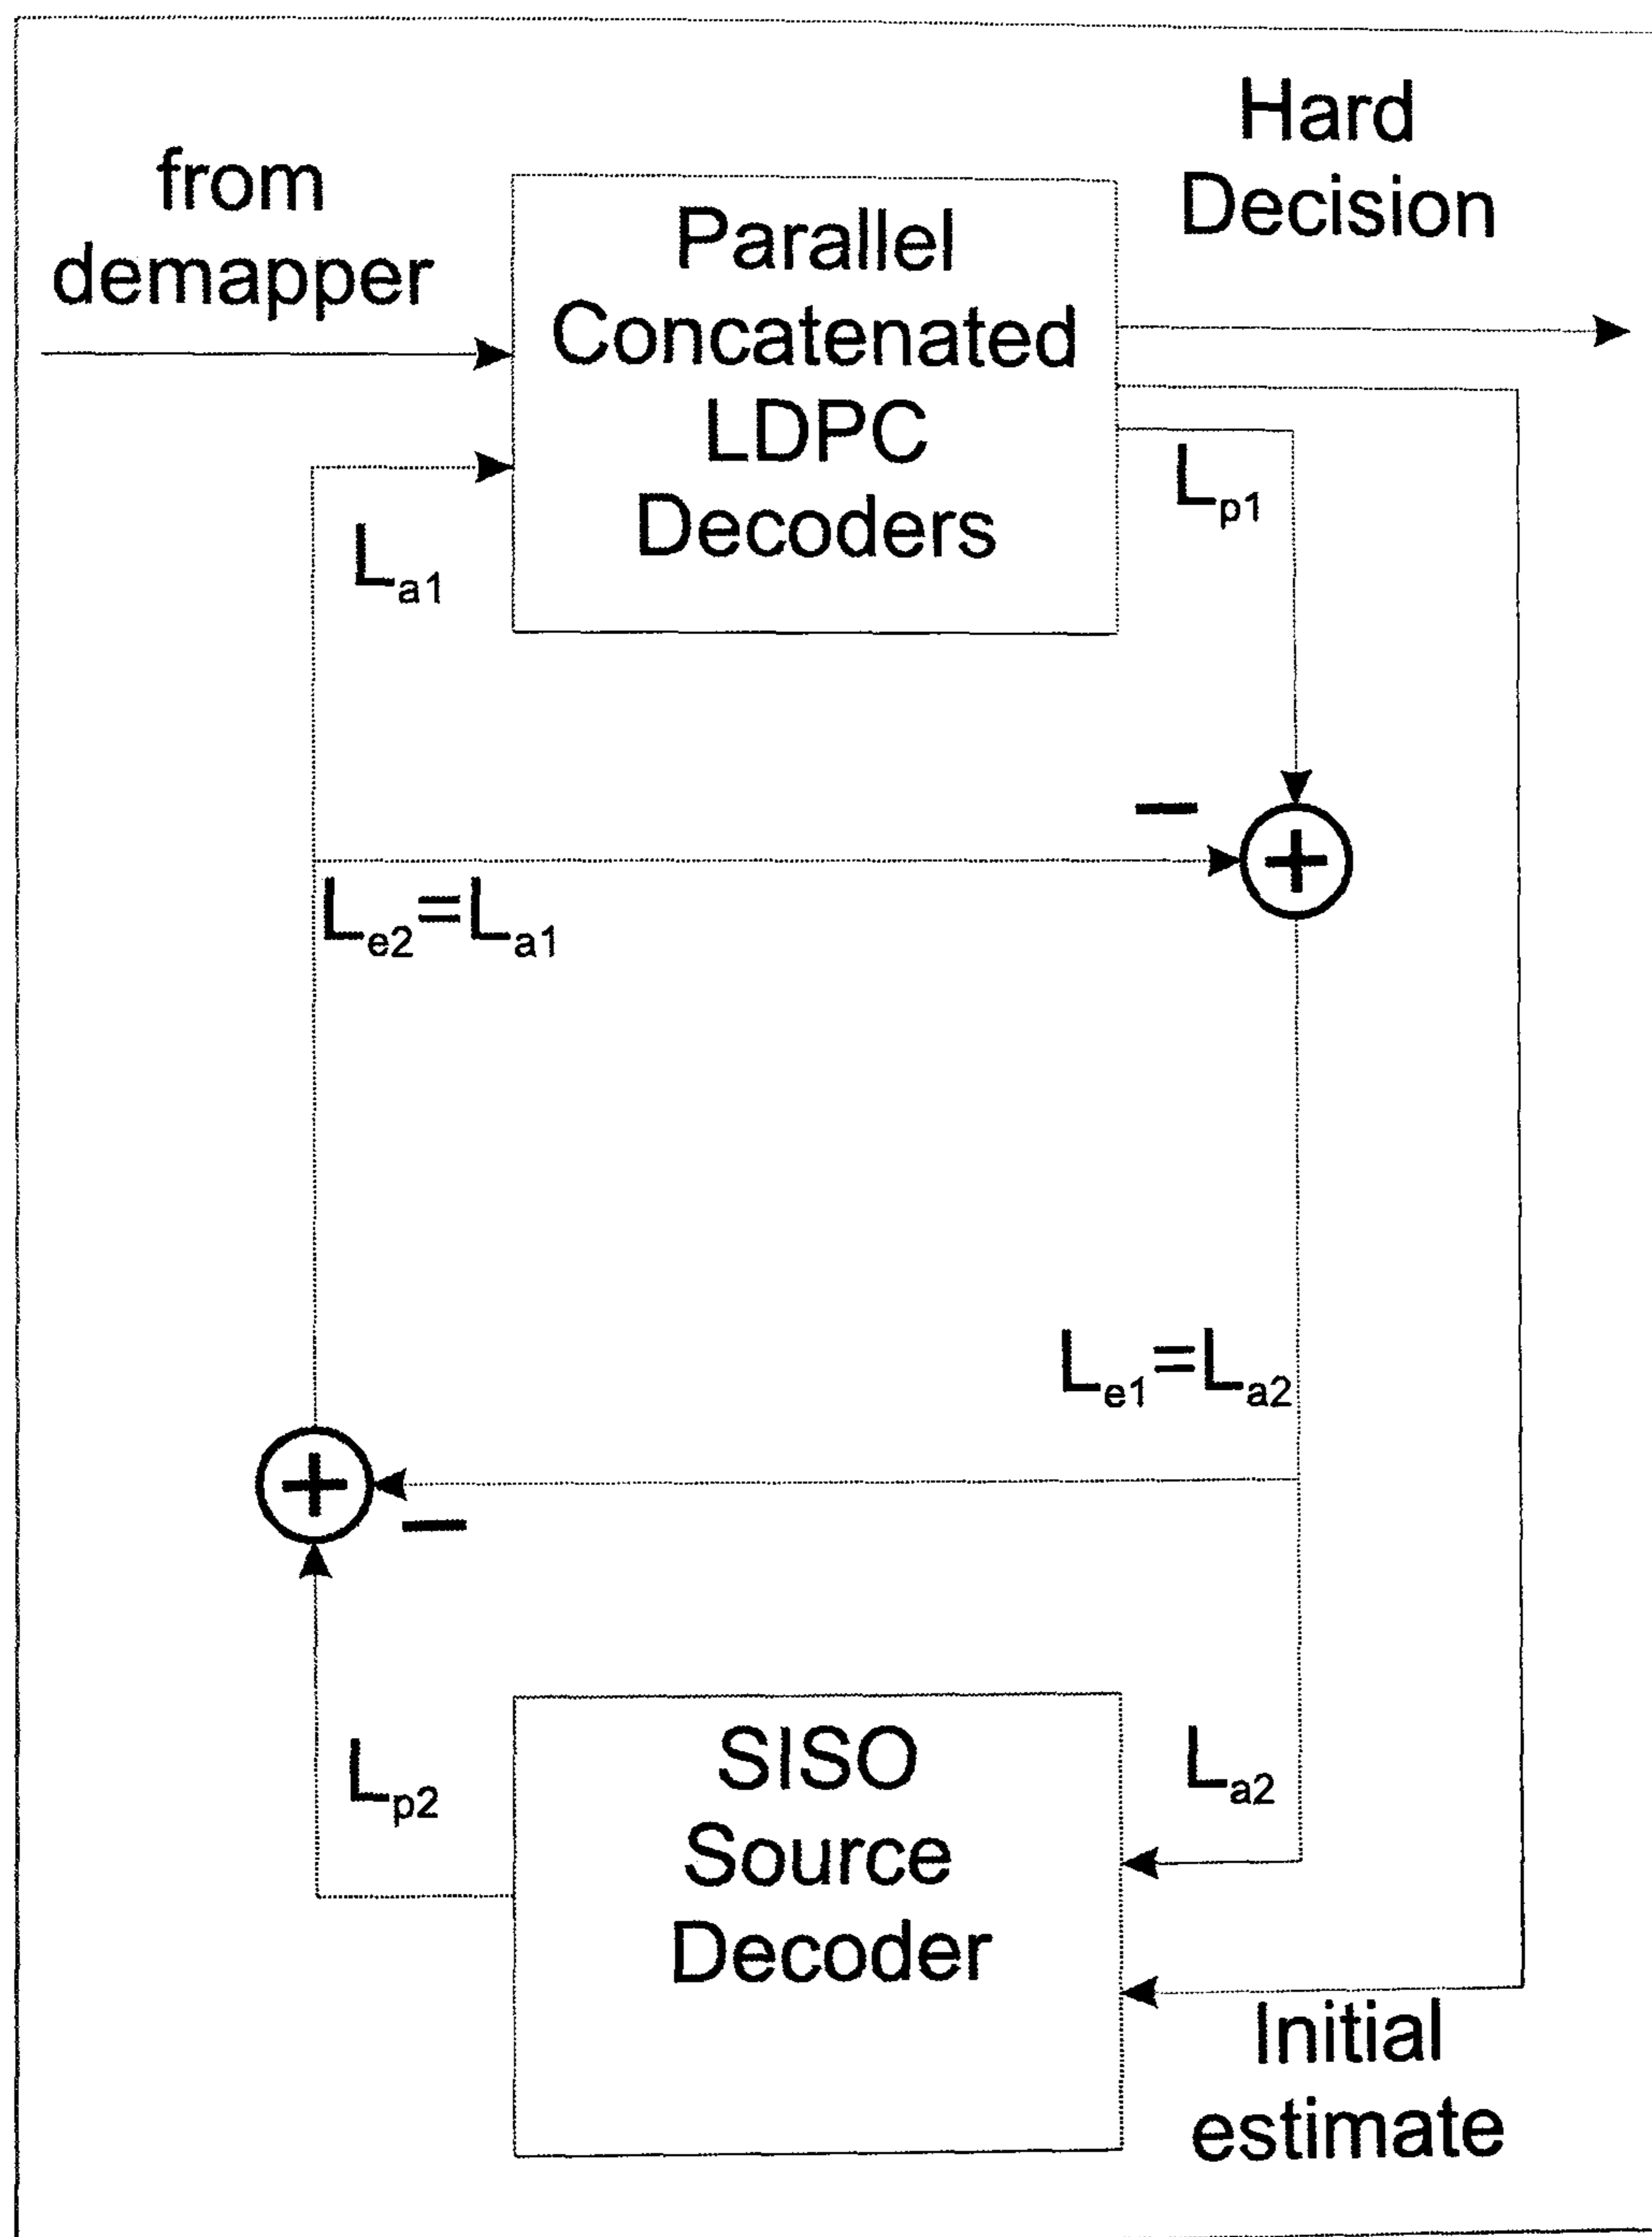 Hard
Decision
from
demapper
Parallel
Concatenated
LDPC
Decoders
L_p1
L_a1
−
+
L_e2=L_a1
L_e1=L_a2
+
−
SISO
Source
Decoder
L_p2
L_a2
Initial
estimate